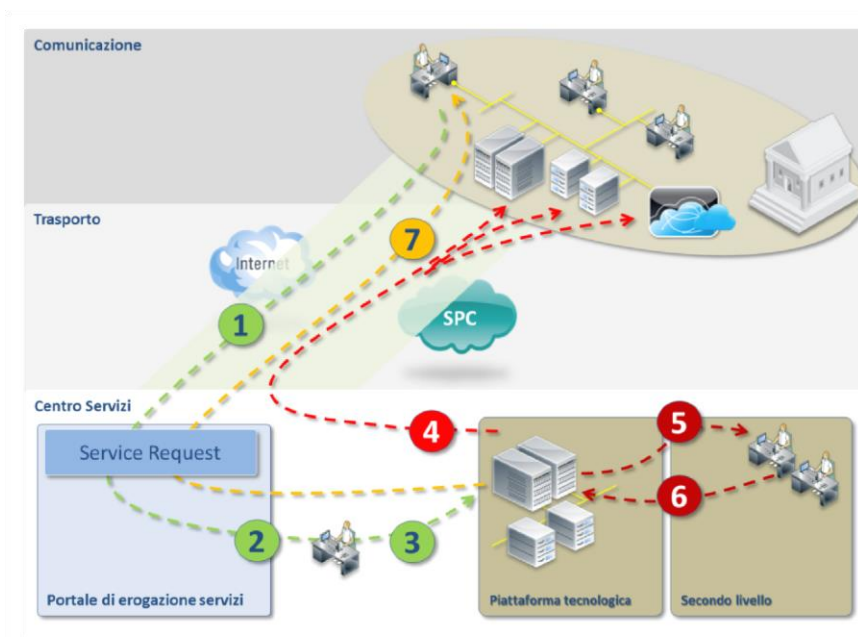 Comunicazione
Trasporto
7
Internet
1
SPC
Centro Servizi
Service Request
4
5
6
2
3
Portale di erogazione servizi
Piattaforma tecnologica
Secondo livello